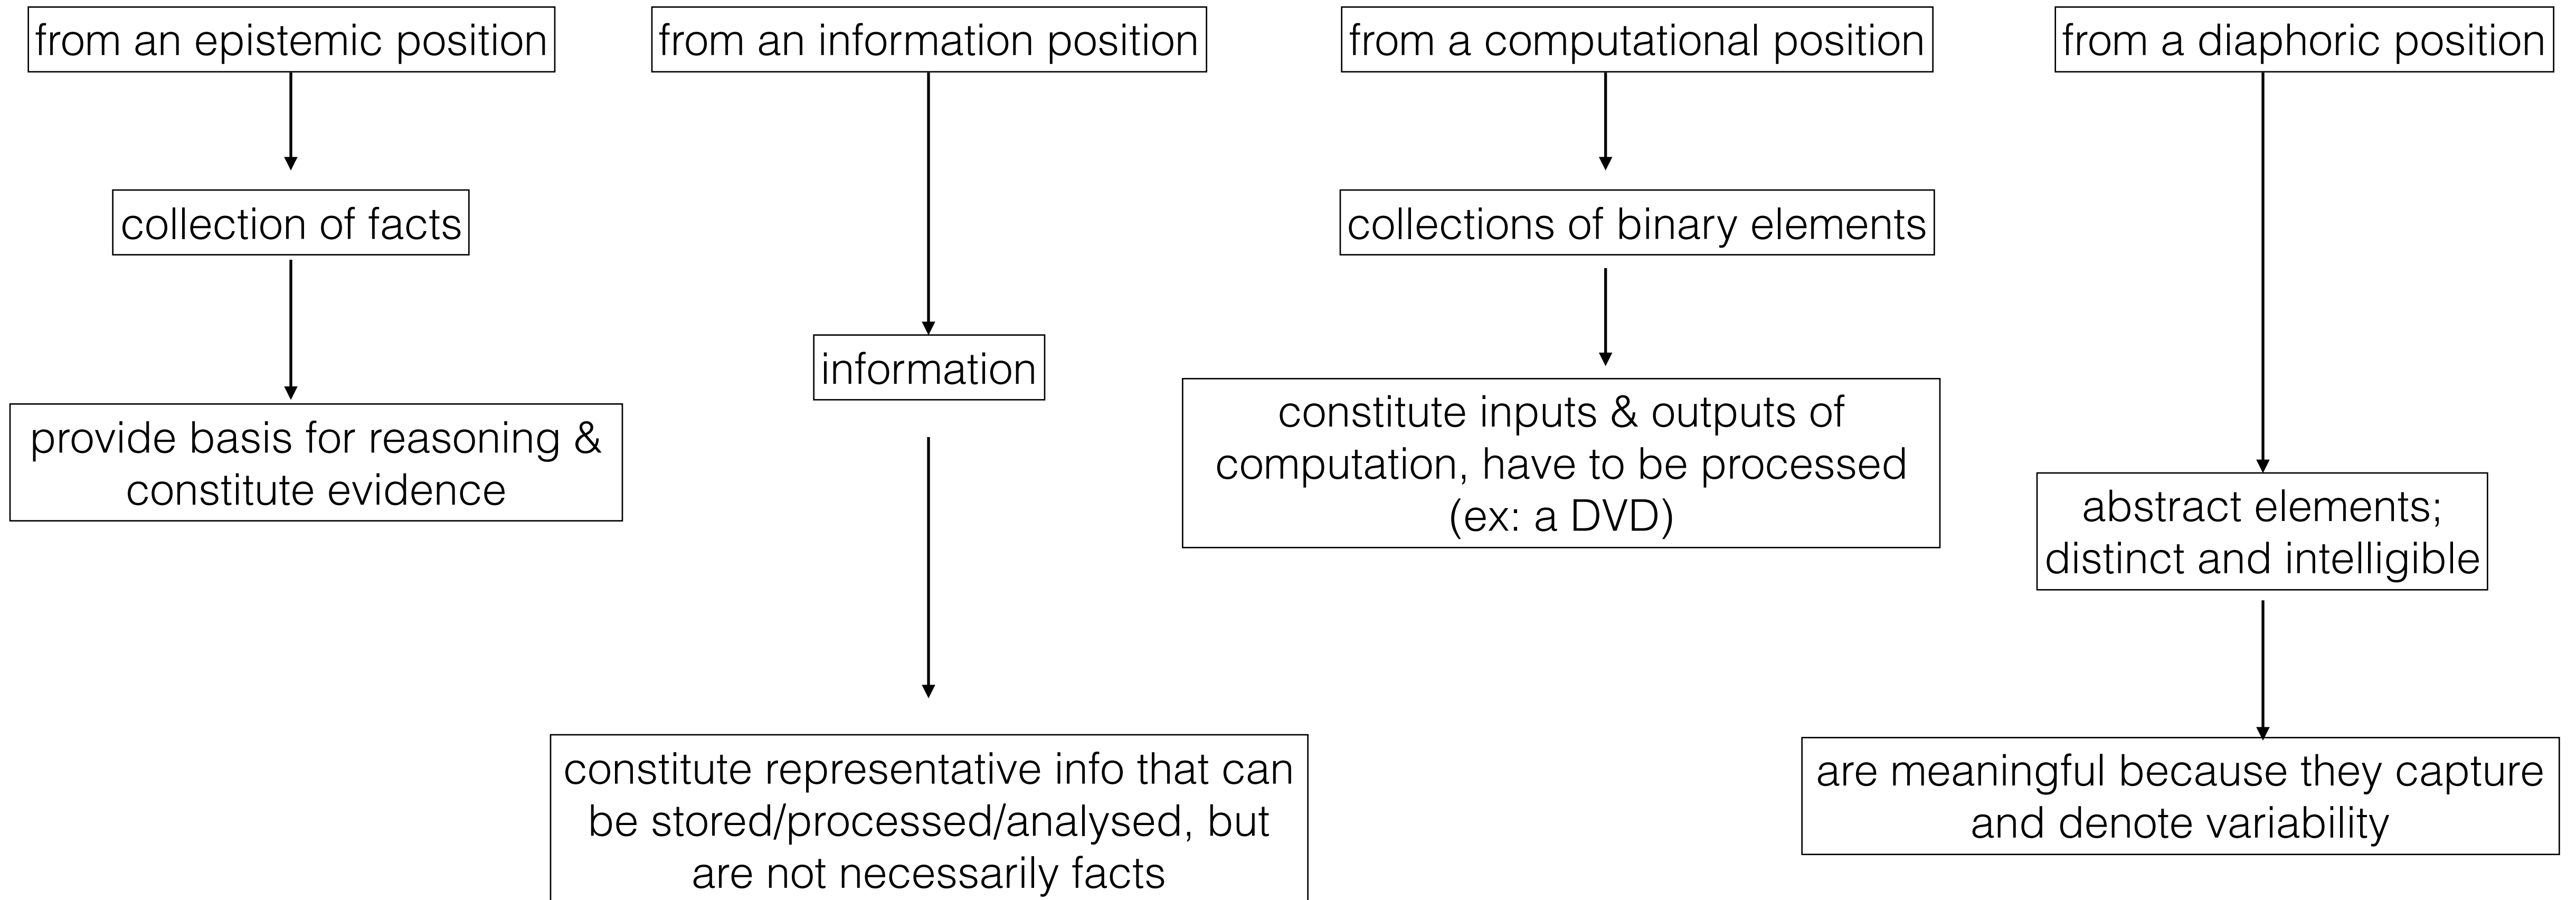 from an epistemic position
from an information position
from a computational position
from a diaphoric position
collection of facts
collections of binary elements
information
provide basis for reasoning &
constitute evidence
constitute inputs & outputs of
computation, have to be processed
(ex: a DVD)
abstract elements;
distinct and intelligible
constitute representative info that can
be stored/processed/analysed, but
are not necessarily facts
are meaningful because they capture
and denote variability